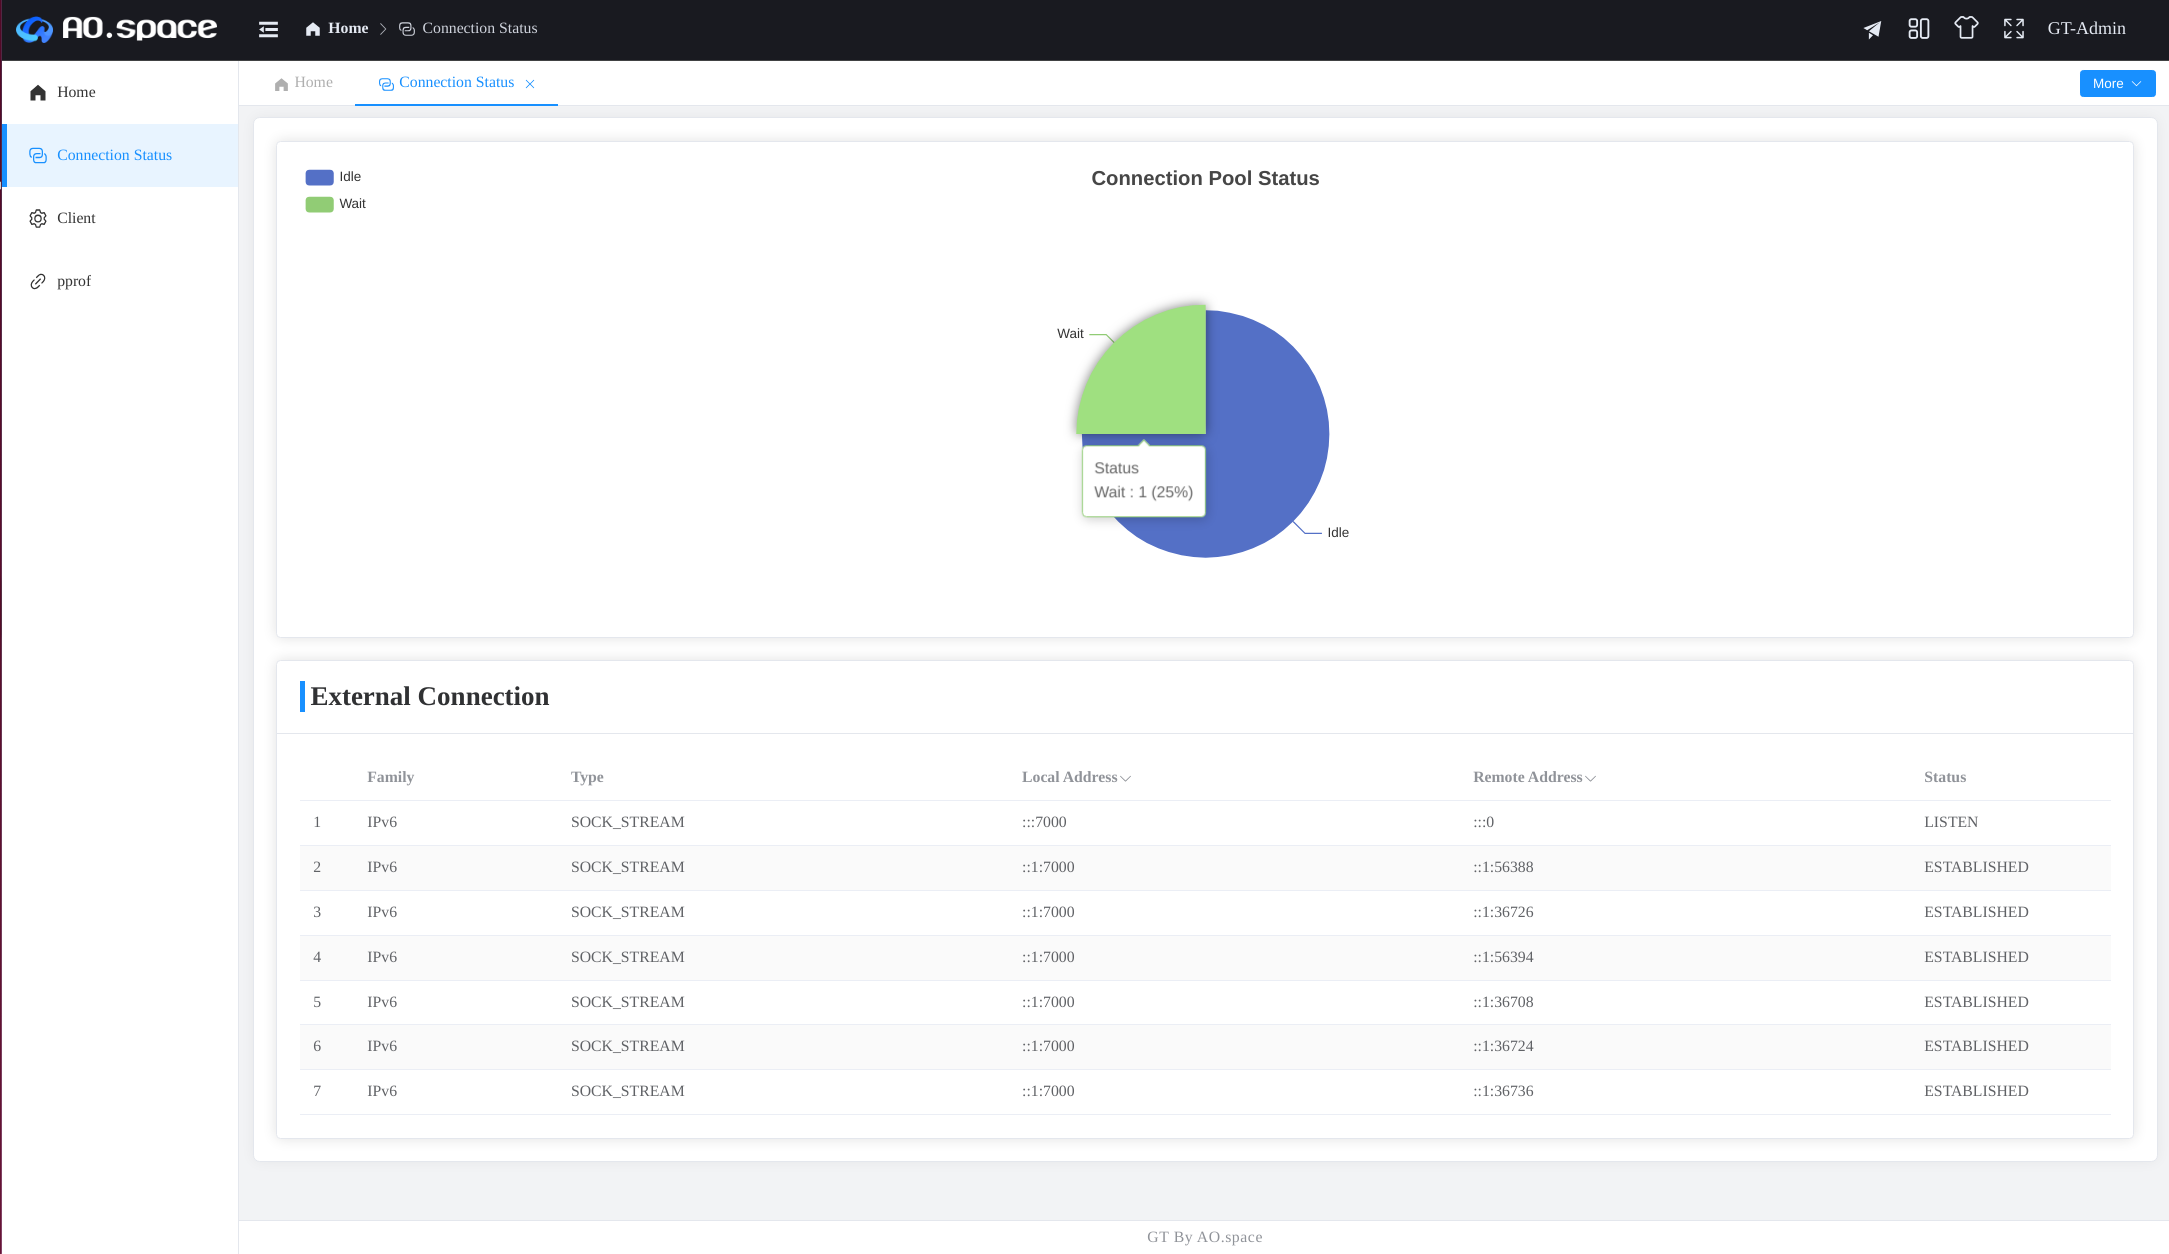 AO.space
Home
Connection Status
GT-Admin
Home
Connection Status
Client
pprof
Home
Connection Status
More
Idle
Wait
Connection Pool Status
Wait
Status
Wait : 1 (25%)
Idle
External Connection
Family Type Local Address Remote Address Status
1 IPv6 SOCK_STREAM :::7000 :::0 LISTEN
2 IPv6 SOCK_STREAM ::1:7000 ::1:56388 ESTABLISHED
3 IPv6 SOCK_STREAM ::1:7000 ::1:36726 ESTABLISHED
4 IPv6 SOCK_STREAM ::1:7000 ::1:56394 ESTABLISHED
5 IPv6 SOCK_STREAM ::1:7000 ::1:36708 ESTABLISHED
6 IPv6 SOCK_STREAM ::1:7000 ::1:36724 ESTABLISHED
7 IPv6 SOCK_STREAM ::1:7000 ::1:36736 ESTABLISHED
GT By AO.space